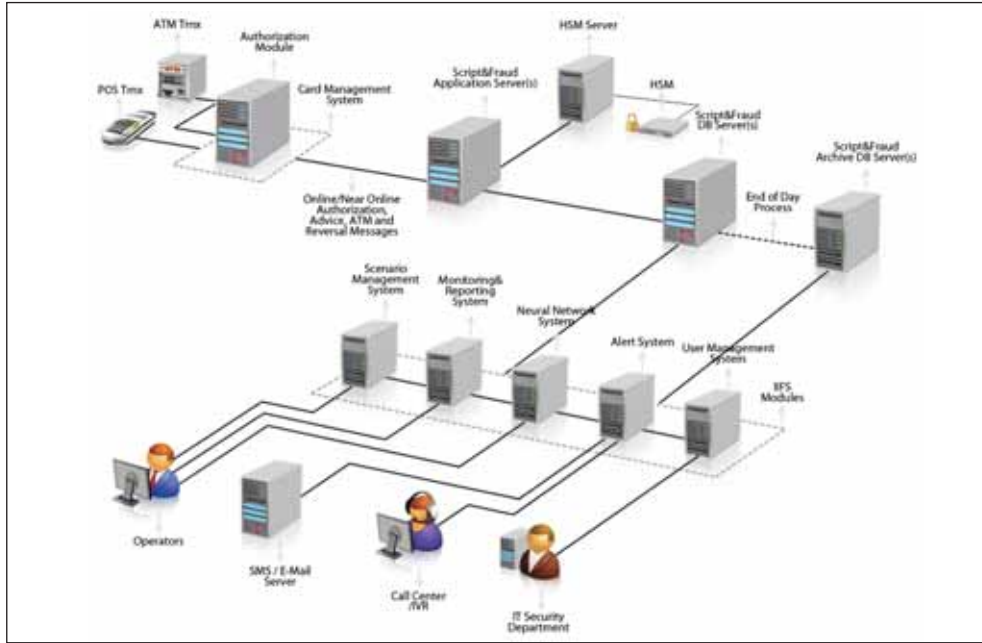 ATM Trnx
Authorization
Module
POS Trnx
Card Management
System
Script&Fraud
Application Server(s)
HSM Server
HSM
Script&Fraud
DB Server(s)
Script&Fraud
Archive DB Server(s)
Online/Near Online
Authorization,
Advice, ATM and
Reversal Messages
End of Day
Process
Scenario
Management
System
Monitoring&
Reporting
System
Neural Network
System
Alert System
User Management
System
IIFS
Modules
Operators
SMS / E-Mail
Server
Call Center
/IVR
IT Security
Department